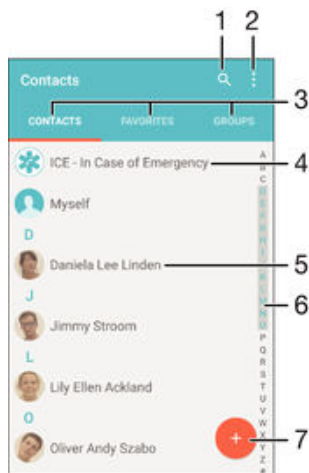 1 2
Contacts
3
CONTACTS FAVORITES GROUPS
ICE - In Case of Emergency
4
Myself
D
Daniela Lee Linden
5
J
Jimmy Stroom
L
Lily Ellen Ackland
O
Oliver Andy Szabo
A
B
C
6
P
Q
R
S
T
U
V
W
X
Y
Z
+
7